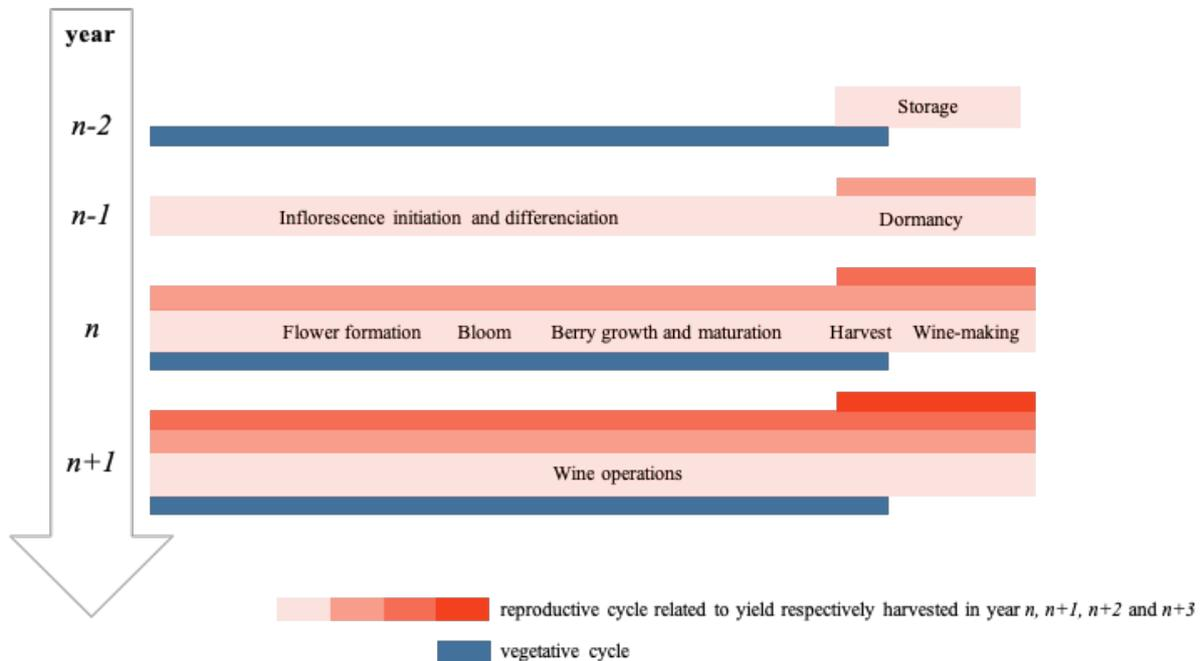 year
n-2
Storage
n-1
Inflorescence initiation and differenciation
Dormancy
n
Flower formation
Bloom
Berry growth and maturation
Harvest
Wine-making
n+1
Wine operations
reproductive cycle related to yield respectively harvested in year n, n+1, n+2 and n+3
vegetative cycle